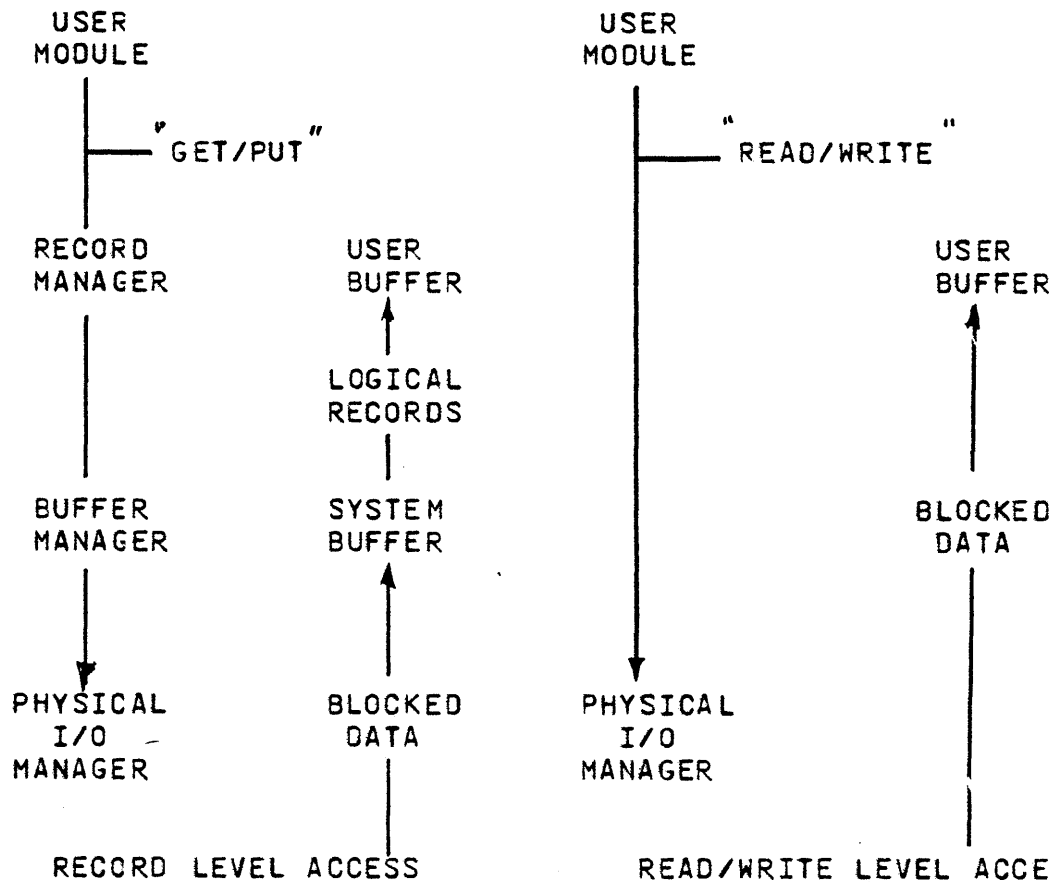 USER
MODULE
"GET/PUT"
RECORD
MANAGER
BUFFER
MANAGER
PHYSICAL
I/O
MANAGER
USER
BUFFER
LOGICAL
RECORDS
SYSTEM
BUFFER
BLOCKED
DATA
RECORD LEVEL ACCESS
USER
MODULE
"READ/WRITE"
PHYSICAL
I/O
MANAGER
USER
BUFFER
BLOCKED
DATA
READ/WRITE LEVEL ACCE